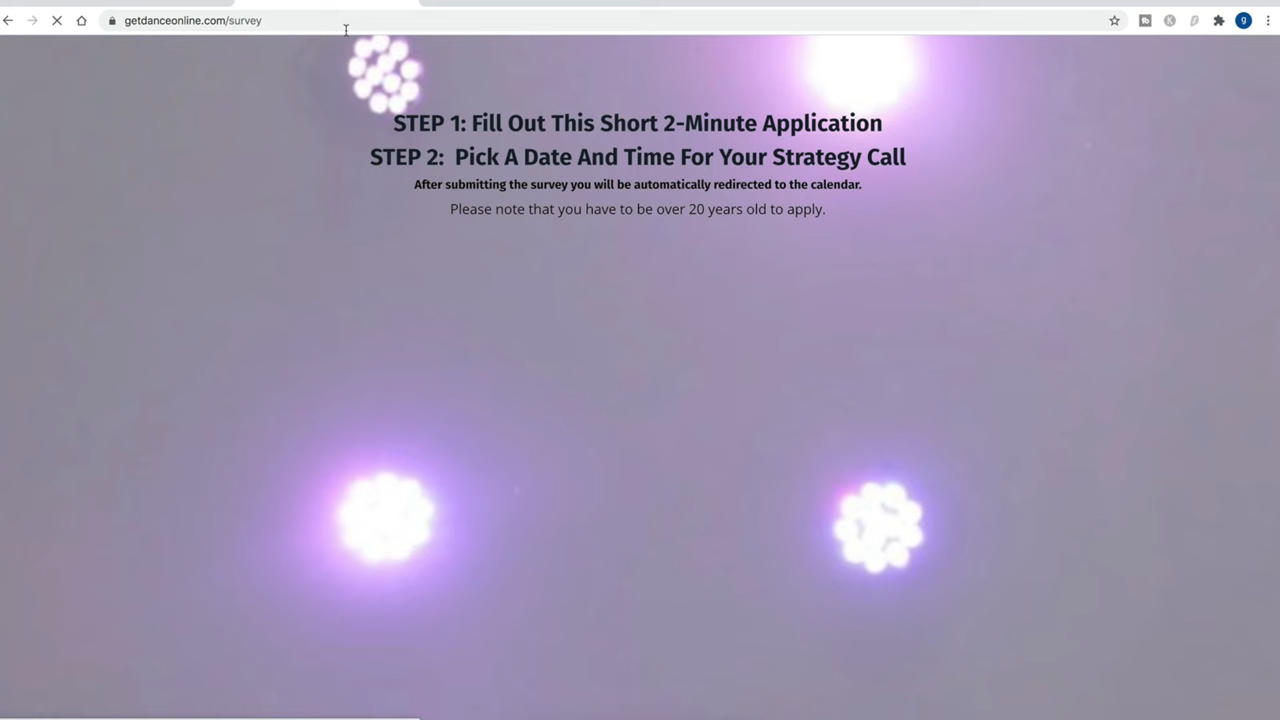 getdanceonline.com/survey
g
STEP 1: Fill Out This Short 2-Minute Application
STEP 2: Pick A Date And Time For Your Strategy Call
After submitting the survey you will be automatically redirected to the calendar.
Please note that you have to be over 20 years old to apply.